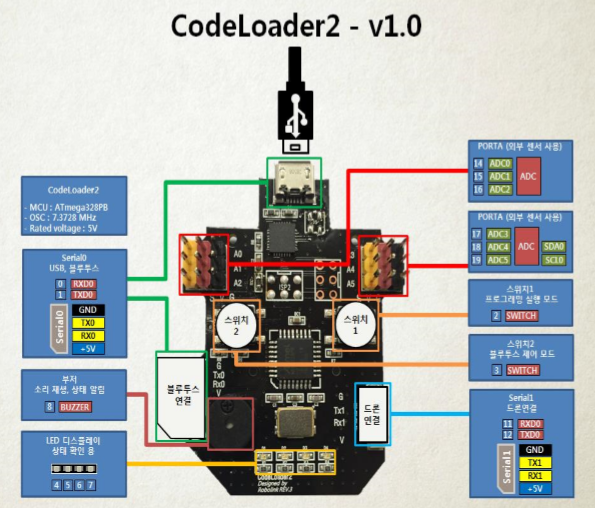 CodeLoader2 - v1.0
CodeLoader2
- MCU : ATmega328PB
- OSC : 7.3728 MHz
- Rated voltage : 5V
Serial0
USB, 블루투스
0 RXD0
1 TXD0
Serial0
GND
TX0
RX0
+5V
부저
소리 재생, 상태 알림
8 BUZZER
LED 디스플레이
상태 확인 용
4 5 6 7
A0
A1
A2
3
A4
A5
ISP2
G
스위치
2
스위치
1
블루투스
연결
G
Tx0
Rx0
V
드론
연결
G
Tx1
Rx1
V
CodeLoader2
Designed by
Robolink REV.3
PORTA (외부 센서 사용)
14 ADC0
15 ADC1
16 ADC2
ADC
PORTA (외부 센서 사용)
17 ADC3
18 ADC4
19 ADC5
ADC
SDA0
SCL0
스위치1
프로그래밍 실행 모드
2 SWITCH
스위치2
블루투스 제어 모드
3 SWITCH
Serial1
드론연결
11 RXD0
12 TXD0
Serial1
GND
TX1
RX1
+5V